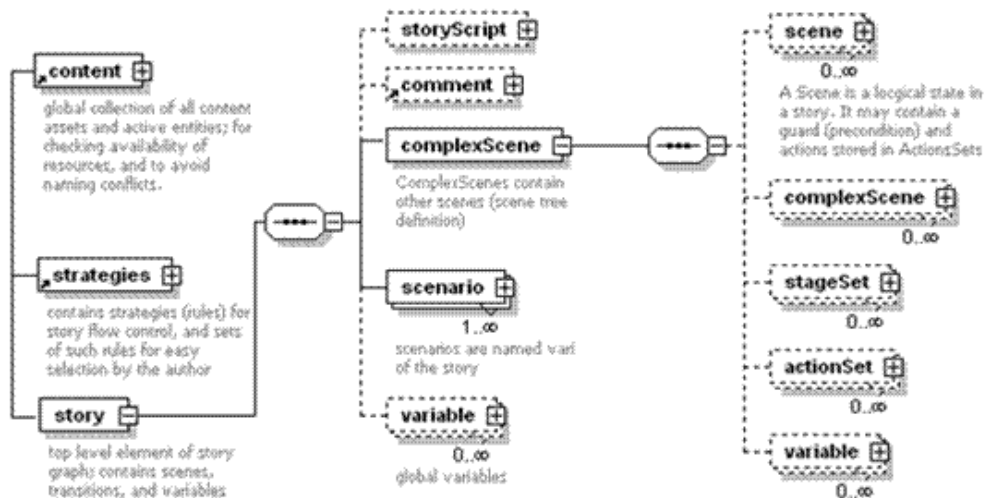 content
global collection of all content
assets and active entities; for
checking availability of
resources, and to avoid
naming conflicts.
strategies
contains strategies (rules) for
story flow control, and sets
of such rules for easy
selection by the author
story
top level element of story
graph; contains scenes,
transitions, and variables
storyScript
comment
complexScene
ComplexScenes contain
other scenes (scene tree
definition)
scenario
1..∞
scenarios are named vari
of the story
variable
0..∞
global variables
scene
0..∞
A Scene is a locgical state in
a story. It may contain a
guard (precondition) and
actions stored in ActionsSets
complexScene
0..∞
stageSet
0..∞
actionSet
0..∞
variable
0..∞